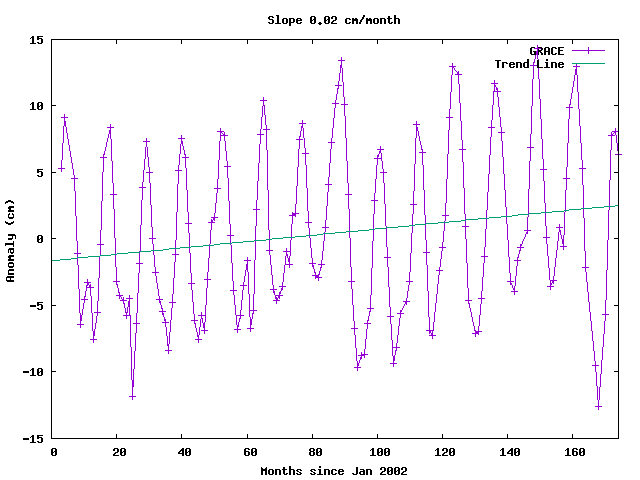 Slope 0.02 cm/month
GRACE
Trend Line
15
10
5
0
-5
-10
-15
Anomaly (cm)
0 20 40 60 80 100 120 140 160
Months since Jan 2002